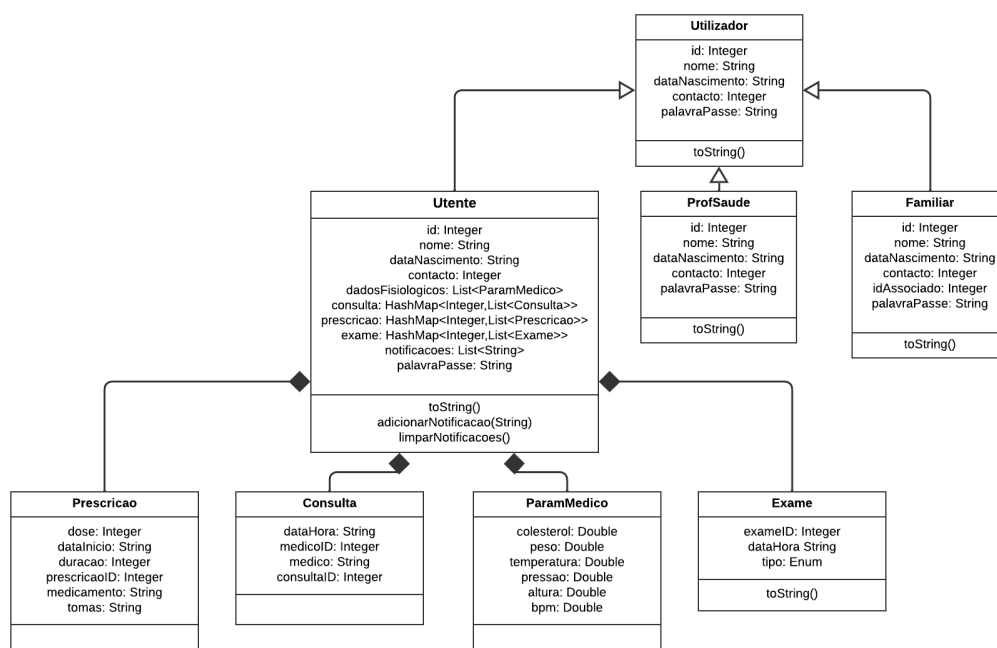 Utilizador
id: Integer
nome: String
dataNascimento: String
contacto: Integer
palavraPasse: String
toString()
Utente
id: Integer
nome: String
dataNascimento: String
contacto: Integer
dadosFisiologicos: List<ParamMedico>
consulta: HashMap<Integer,List<Consulta>>
prescricao: HashMap<Integer,List<Prescricao>>
exame: HashMap<Integer,List<Exame>>
notificacoes: List<String>
palavraPasse: String
toString()
adicionarNotificacao(String)
limparNotificacoes()
ProfSaude
id: Integer
nome: String
dataNascimento: String
contacto: Integer
palavraPasse: String
toString()
Familiar
id: Integer
nome: String
dataNascimento: String
contacto: Integer
idAssociado: Integer
palavraPasse: String
toString()
Prescricao
dose: Integer
dataInicio: String
duracao: Integer
prescricaoID: Integer
medicamento: String
tomas: String
Consulta
dataHora: String
medicoID: Integer
medico: String
consultaID: Integer
ParamMedico
colesterol: Double
peso: Double
temperatura: Double
pressao: Double
altura: Double
bpm: Double
Exame
exameID: Integer
dataHora String
tipo: Enum
toString()